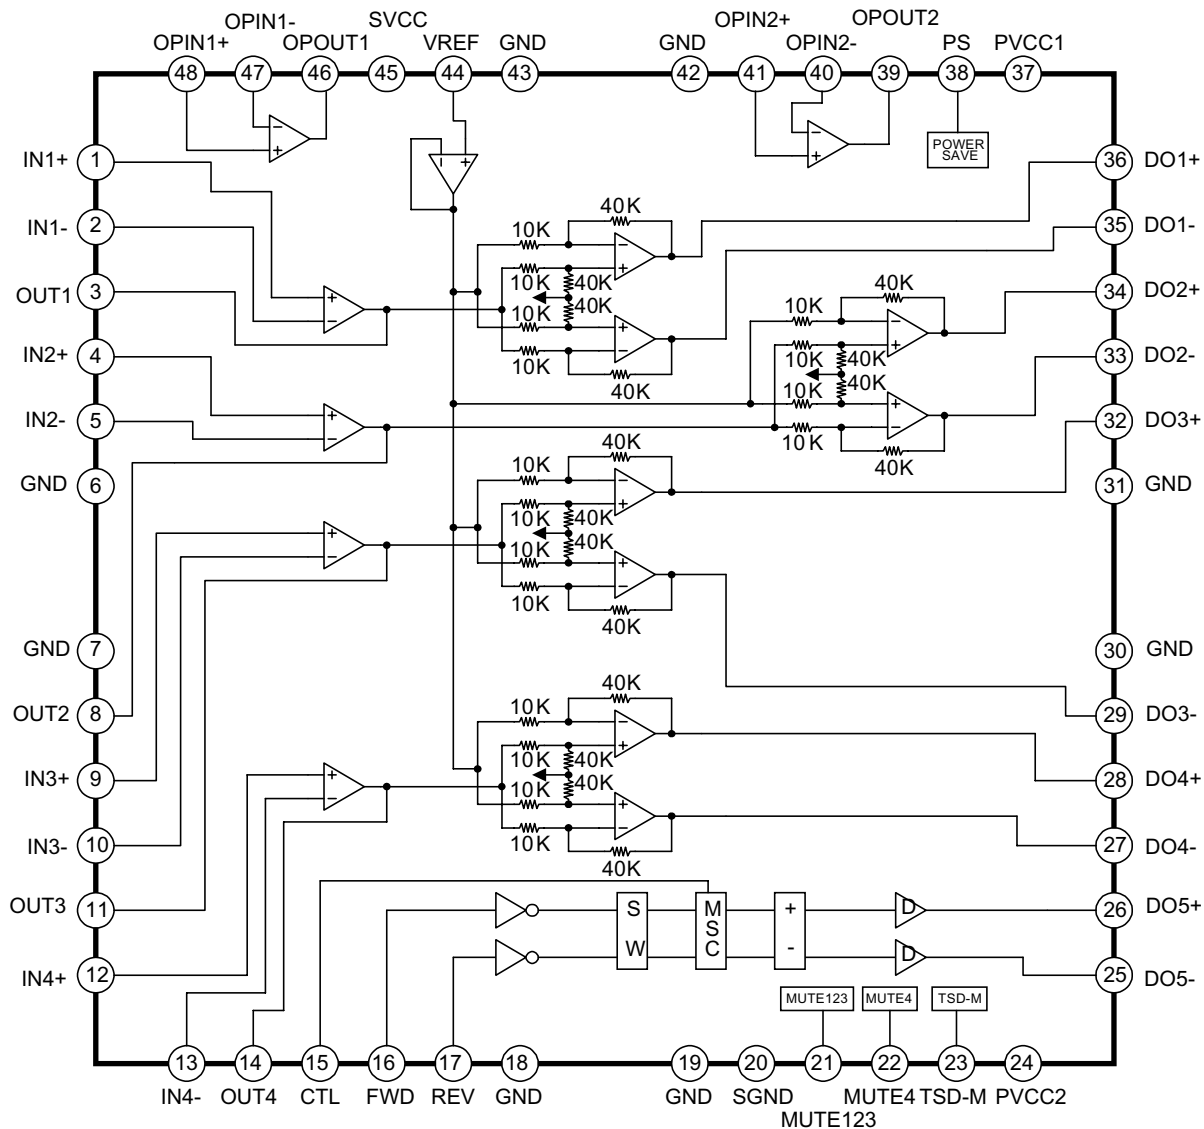 OPIN1- SVCC OPIN2+ OPOUT2
OPIN1+ OPOUT1 VREF GND GND OPIN2- PS PVCC1
48 47 46 45 44 43 42 41 40 39 38 37
− + − + POWER
SAVE
− +
IN1+ 1 36 DO1+
IN1- 2 35 DO1-
40K
10K −
10K 40K +
OUT1 3 + 40K 34 DO2+
− 10K + 10K 40K
10K − −
IN2+ 4 10K 40K + 33 DO2-
40K 40K
10K +
IN2- 5 + 10K − 32 DO3+
− 40K
40K
10K −
GND 6 31 GND
10K 40K +
+ 40K
− 10K +
10K −
40K
GND 7 30 GND
40K
OUT2 8 10K − 29 DO3-
10K 40K +
IN3+ 9 + 40K 28 DO4+
− 10K +
10K −
IN3- 10 27 DO4-
40K
OUT3 11 S M + D 26 DO5+
S
W C - D
IN4+ 12 25 DO5-
MUTE123 MUTE4 TSD-M
13 14 15 16 17 18 19 20 21 22 23 24
IN4- OUT4 CTL FWD REV GND GND SGND MUTE4 TSD-M PVCC2
MUTE123